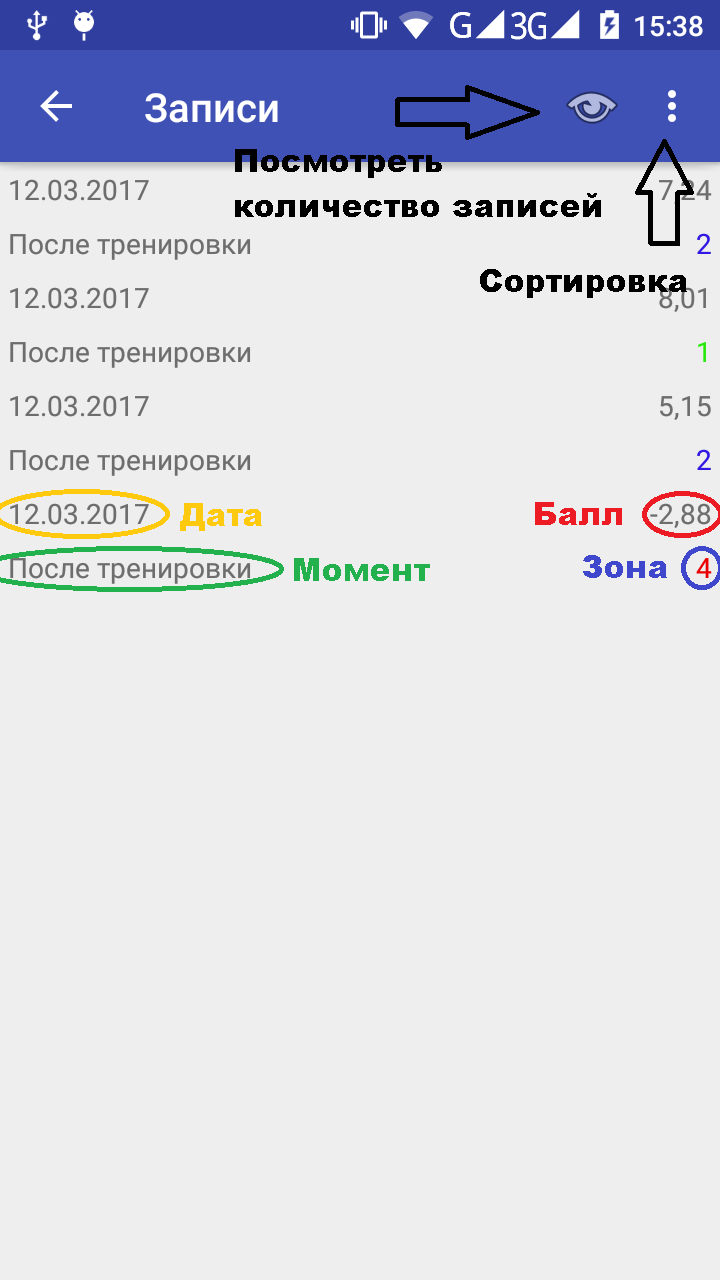 G 3G 15:38
Записи
Посмотреть
количество записей
12.03.2017 7,24
После тренировки 2
Сортировка
12.03.2017 8,01
После тренировки 1
12.03.2017 5,15
После тренировки 2
12.03.2017 Дата Балл -2,88
После тренировки Момент Зона 4